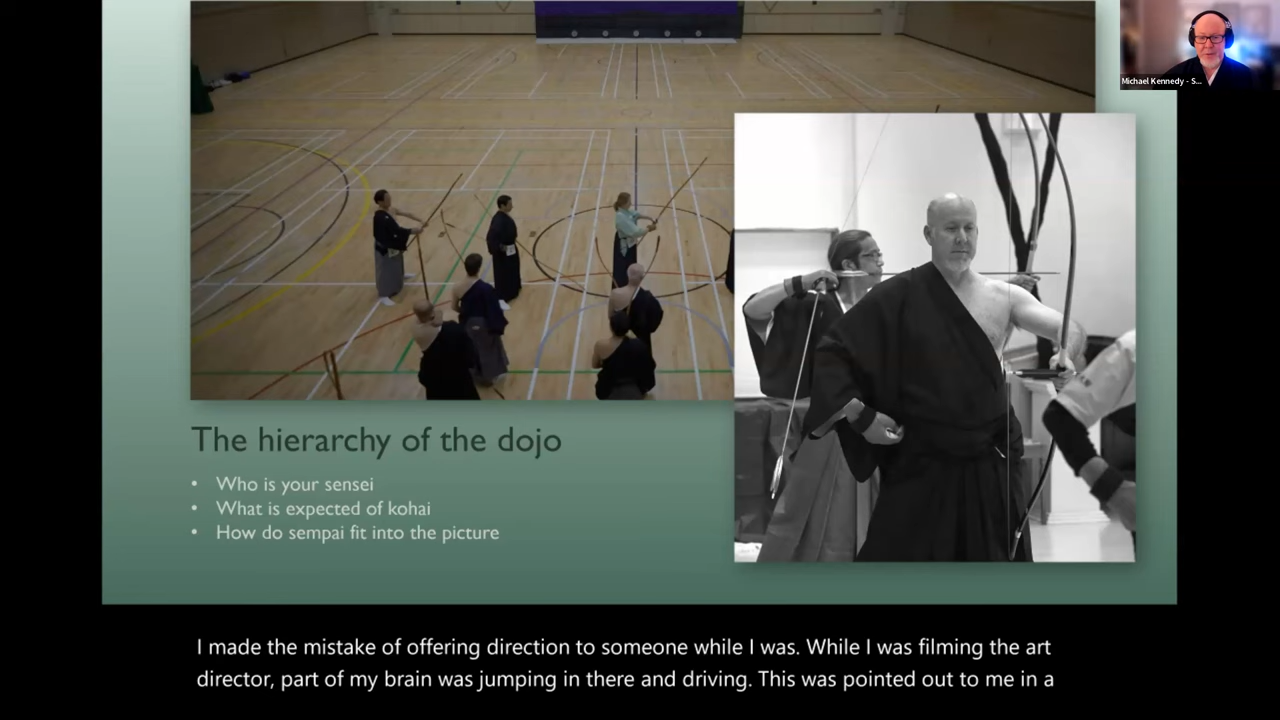 Michael Kennedy - S...
The hierarchy of the dojo
• Who is your sensei
• What is expected of kohai
• How do sempai fit into the picture
I made the mistake of offering direction to someone while I was. While I was filming the art
director, part of my brain was jumping in there and driving. This was pointed out to me in a